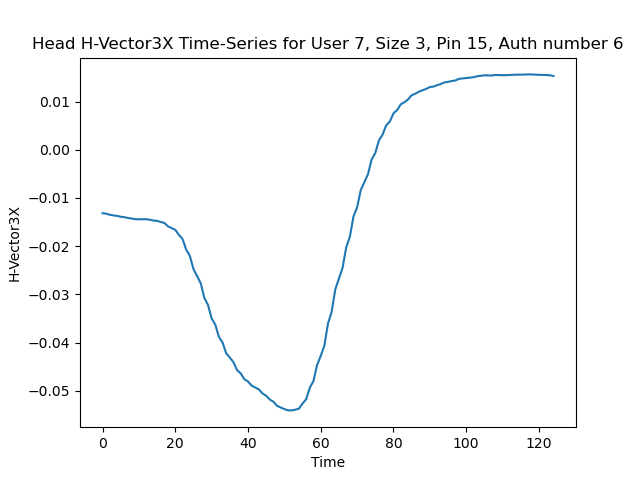 Head H-Vector3X Time-Series for User 7, Size 3, Pin 15, Auth number 6
0.01
0.00
−0.01
−0.02
−0.03
−0.04
−0.05
H-Vector3X
0 20 40 60 80 100 120
Time